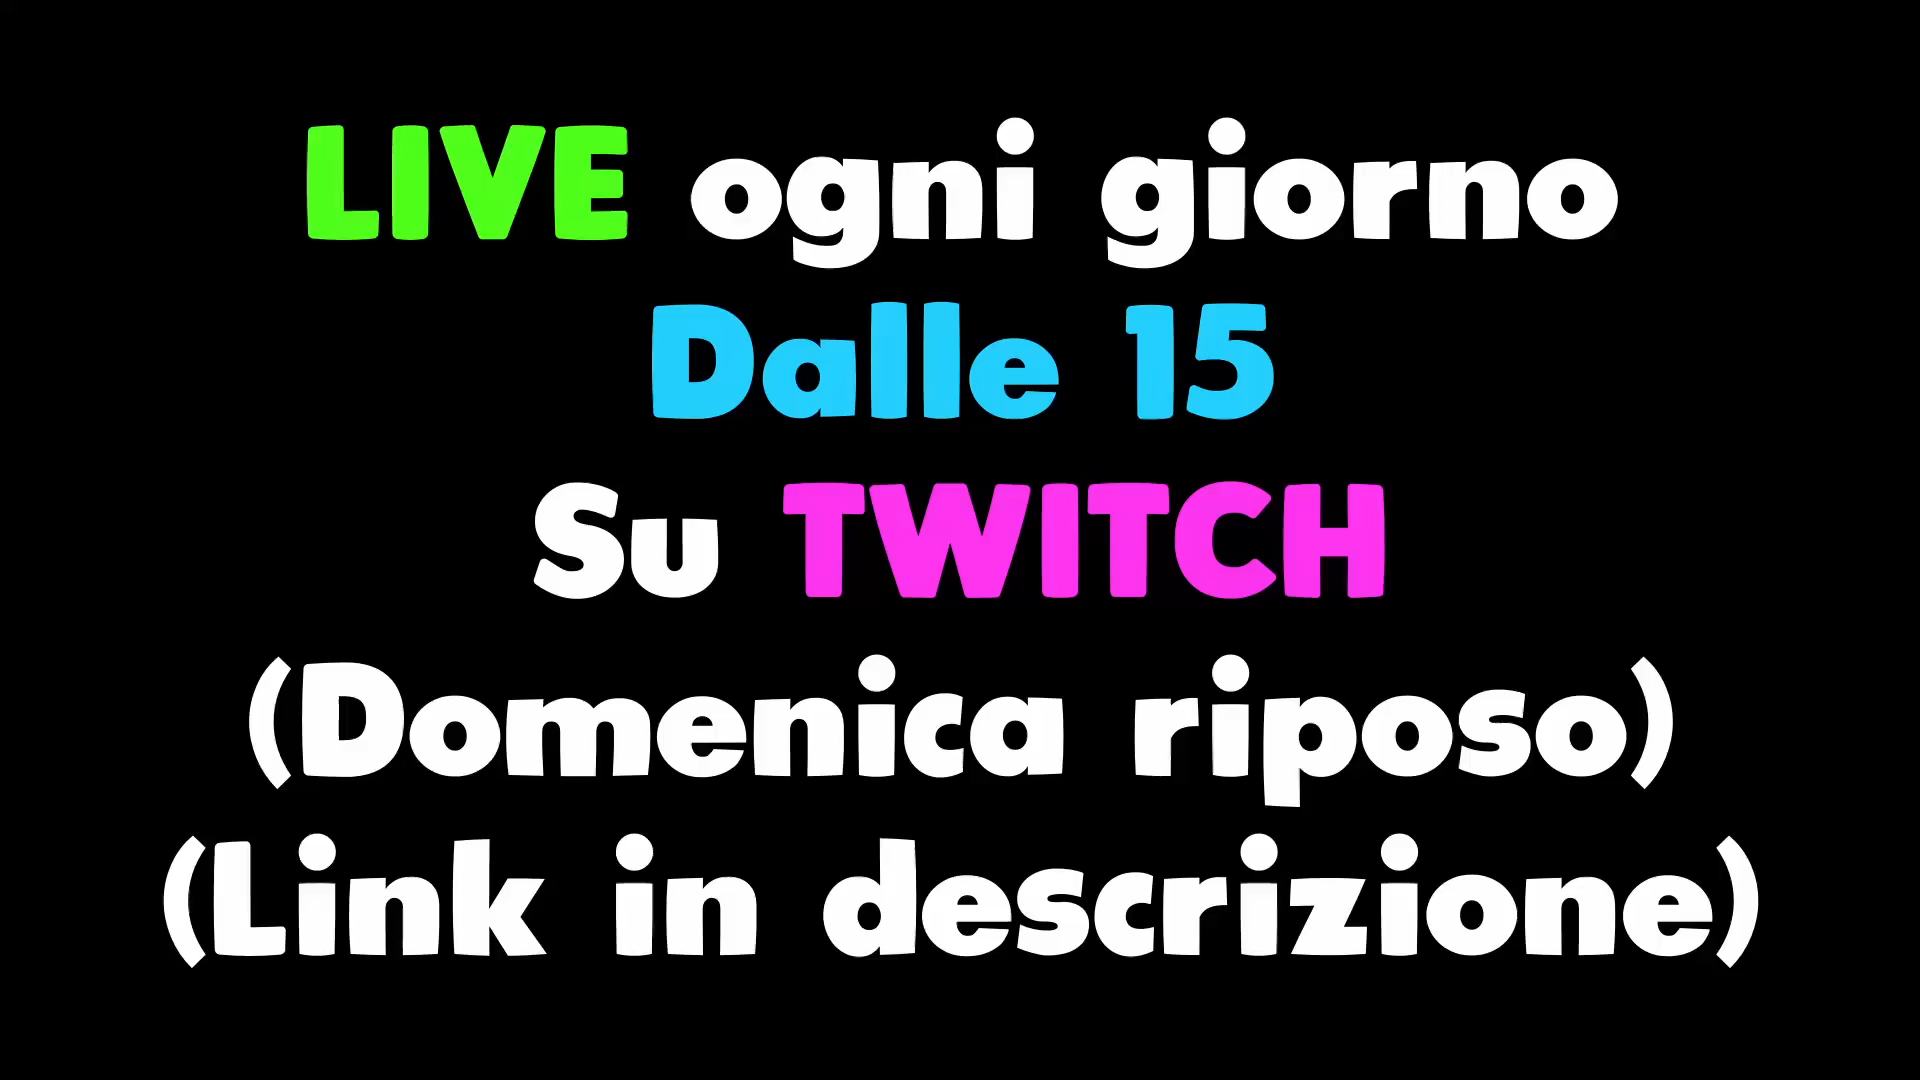 LIVE ogni giorno
Dalle 15
Su TWITCH
(Domenica riposo)
(Link in descrizione)